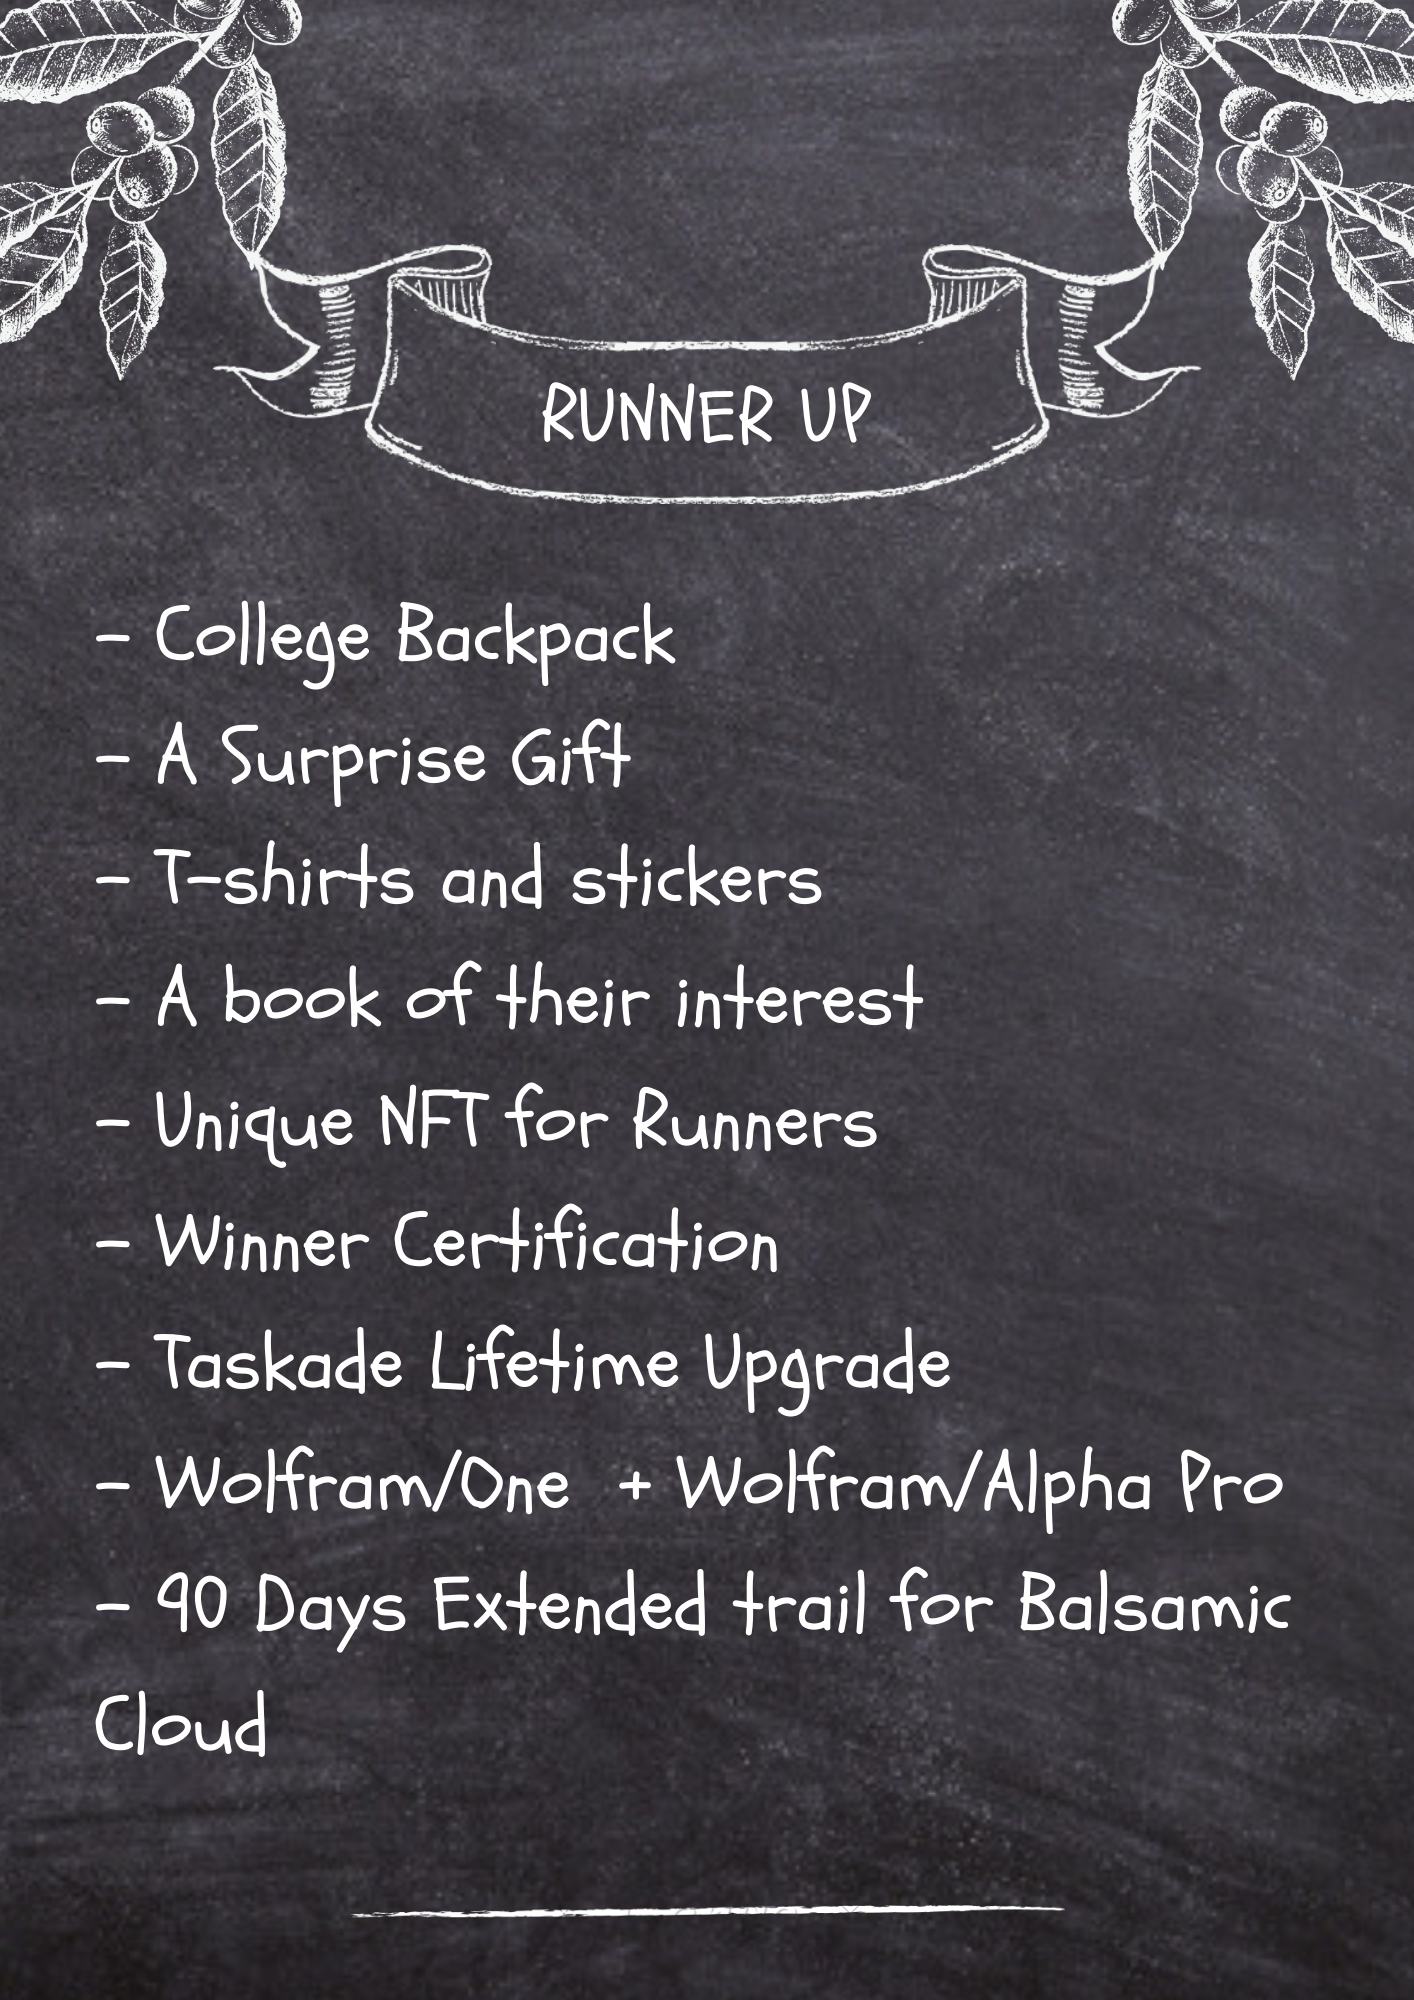 RUNNER UP
- College Backpack
- A Surprise Gift
- T-shirts and stickers
- A book of their interest
- Unique NFT for Runners
- Winner Certification
- Taskade Lifetime Upgrade
- Wolfram/One + Wolfram/Alpha Pro
- 90 Days Extended trail for Balsamic
Cloud